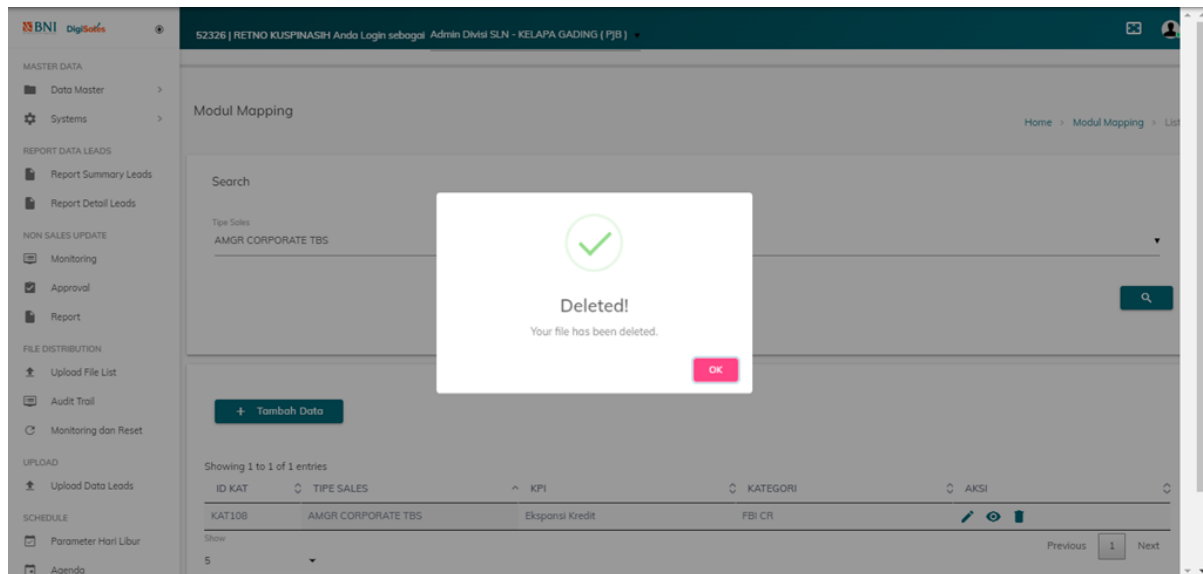 BNI DigiSales
52326 | RETNO KUSPINASIH Anda Login sebagai Admin Divisi SLN - KELAPA GADING ( PJB )
MASTER DATA
Data Master
Systems
REPORT DATA LEADS
Report Summary Leads
Report Detail Leads
NON SALES UPDATE
Monitoring
Approval
Report
FILE DISTRIBUTION
Upload File List
Audit Trail
Monitoring dan Reset
UPLOAD
Upload Data Leads
SCHEDULE
Parameter Hari Libur
Agenda
Modul Mapping
Home > Modul Mapping > List
Search
Tipe Sales
AMGR CORPORATE TBS
Deleted!
Your file has been deleted.
OK
+ Tambah Data
Showing 1 to 1 of 1 entries
ID KAT TIPE SALES KPI KATEGORI AKSI
KAT108 AMGR CORPORATE TBS Ekspansi Kredit FBI CR
Show
5
Previous 1 Next